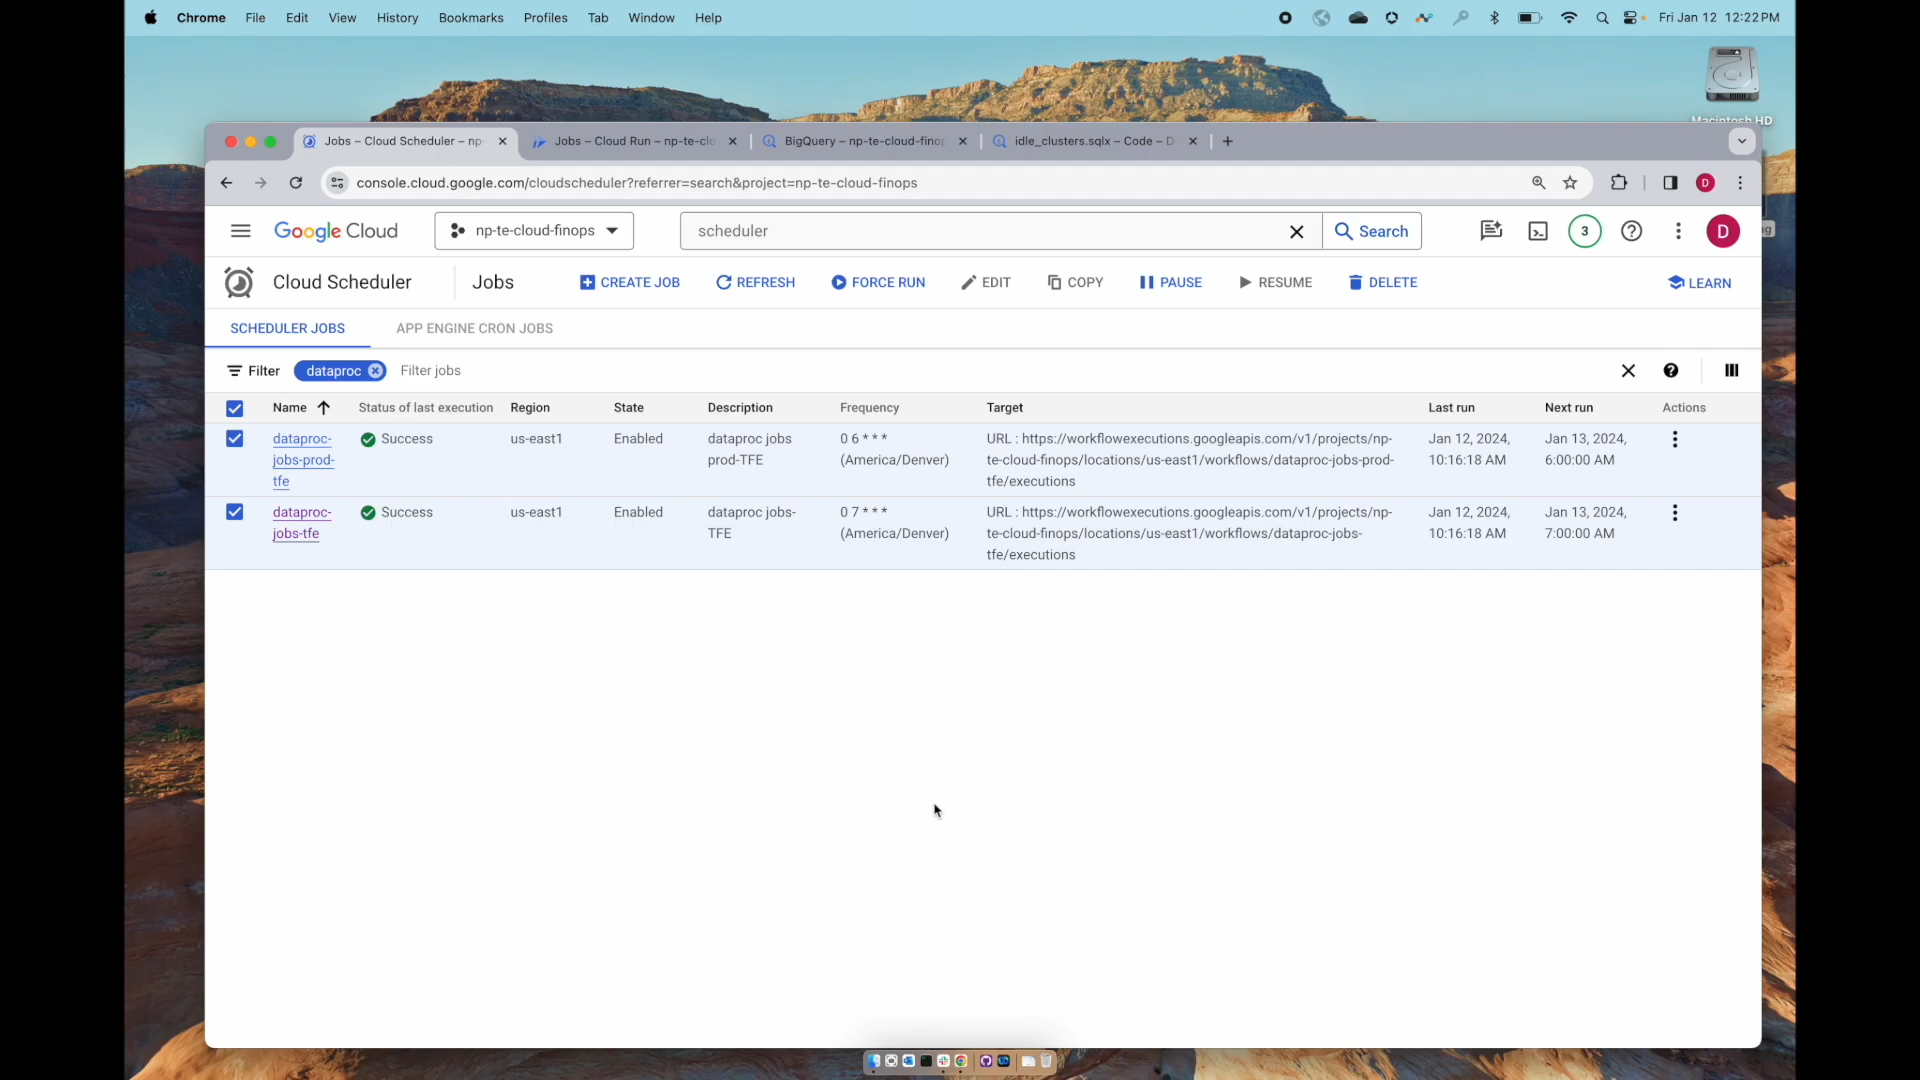 Chrome File Edit View History Bookmarks Profiles Tab Window Help Fri Jan 12 12:22 PM
Macintosh HD
Jobs – Cloud Scheduler – np- Jobs – Cloud Run – np-te-clo BigQuery – np-te-cloud-finop idle_clusters.sqlx – Code – D
console.cloud.google.com/cloudscheduler?referrer=search&project=np-te-cloud-finops D
Google Cloud np-te-cloud-finops scheduler Search 3 D
Cloud Scheduler Jobs CREATE JOB REFRESH FORCE RUN EDIT COPY PAUSE RESUME DELETE LEARN
SCHEDULER JOBS APP ENGINE CRON JOBS
Filter dataproc Filter jobs
Name Status of last execution Region State Description Frequency Target Last run Next run Actions
dataproc- Success us-east1 Enabled dataproc jobs 0 6 * * * URL : https://workflowexecutions.googleapis.com/v1/projects/np- Jan 12, 2024, Jan 13, 2024,
jobs-prod- prod-TFE (America/Denver) te-cloud-finops/locations/us-east1/workflows/dataproc-jobs-prod- 10:16:18 AM 6:00:00 AM
tfe tfe/executions
dataproc- Success us-east1 Enabled dataproc jobs- 0 7 * * * URL : https://workflowexecutions.googleapis.com/v1/projects/np- Jan 12, 2024, Jan 13, 2024,
jobs-tfe TFE (America/Denver) te-cloud-finops/locations/us-east1/workflows/dataproc-jobs- 10:16:18 AM 7:00:00 AM
tfe/executions